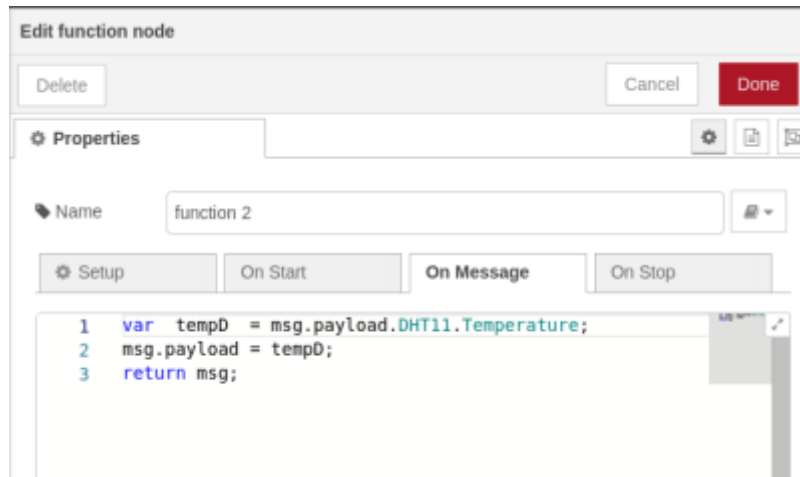 Edit function node
Delete Cancel Done
Properties
Name function 2
Setup On Start On Message On Stop
1 var  tempD  = msg.payload.DHT11.Temperature;
2 msg.payload = tempD;
3 return msg;